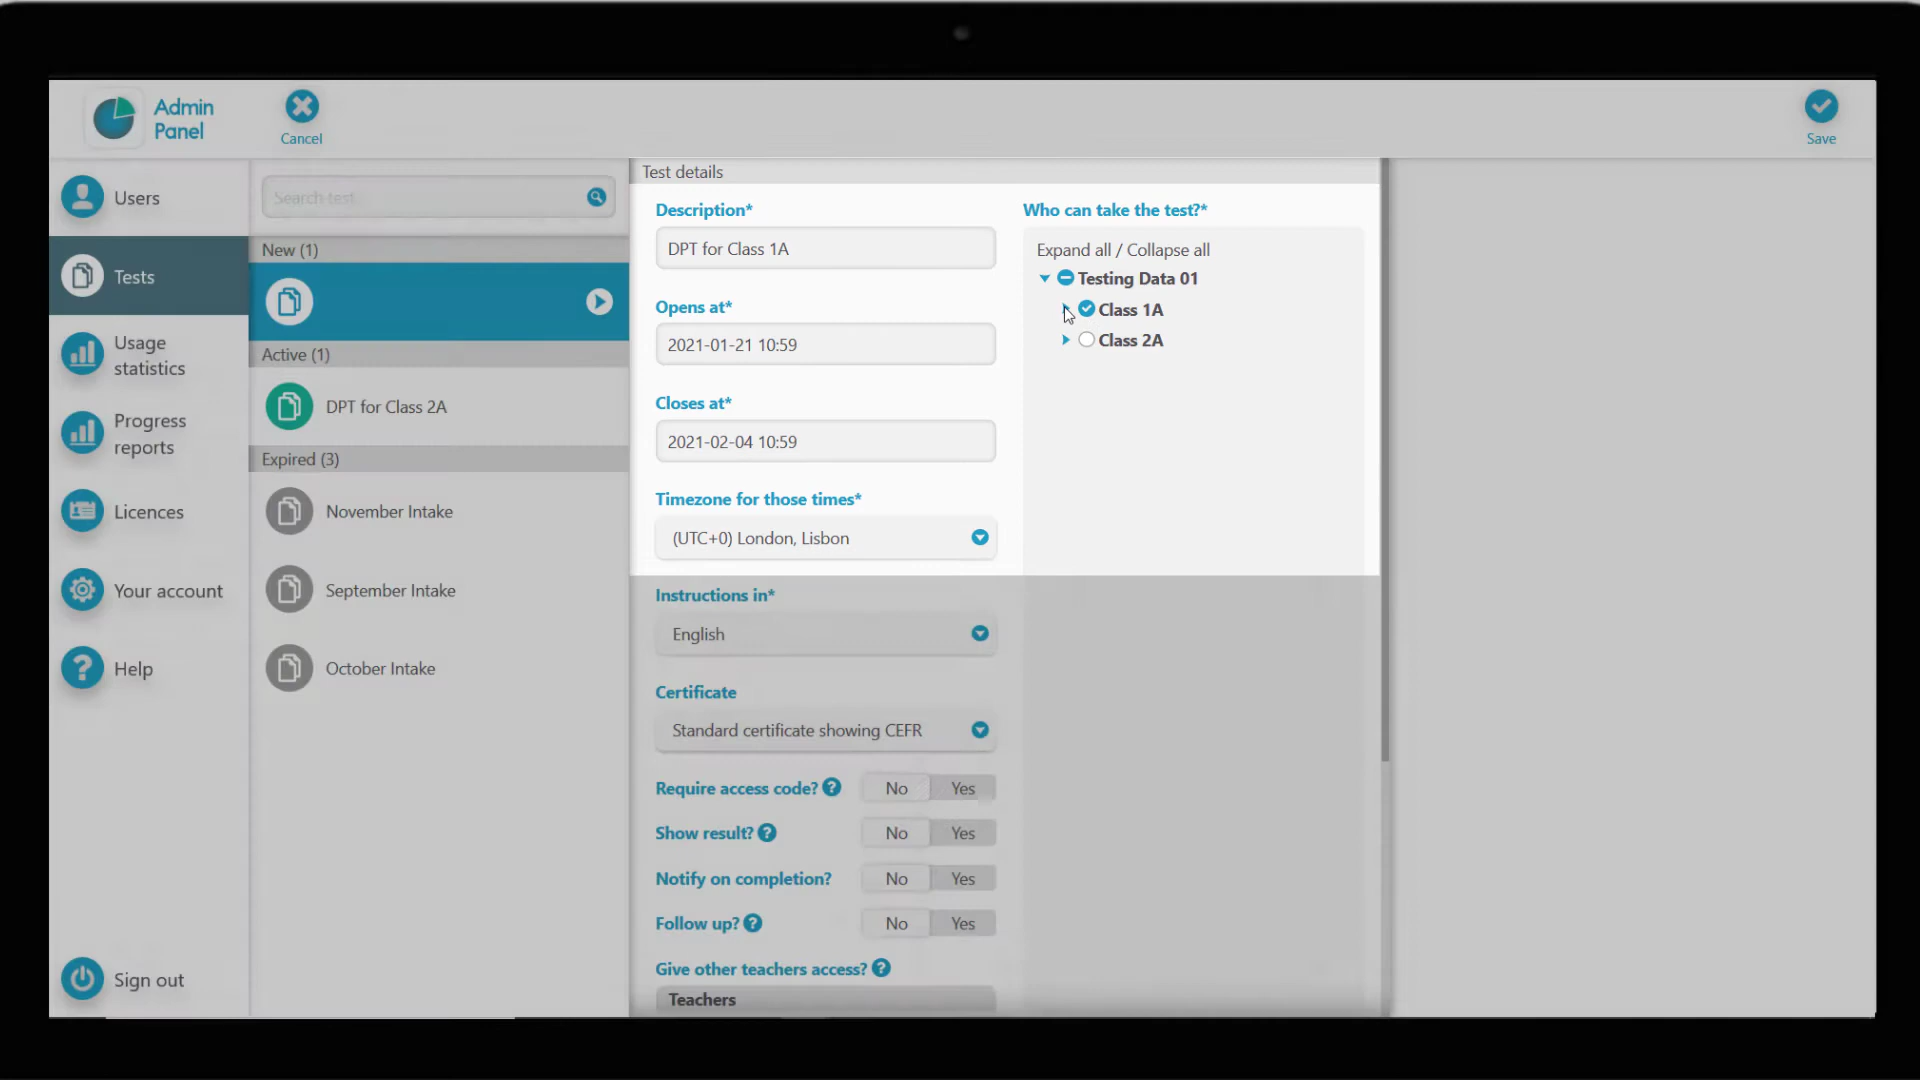 Admin
Panel
Cancel
Save
Users
Tests
Usage
statistics
Progress
reports
Licences
Your account
Help
Sign out
Search test
New (1)
Active (1)
DPT for Class 2A
Expired (3)
November Intake
September Intake
October Intake
Test details
Description*
DPT for Class 1A
Opens at*
2021-01-21 10:59
Closes at*
2021-02-04 10:59
Timezone for those times*
(UTC+0) London, Lisbon
Instructions in*
English
Certificate
Standard certificate showing CEFR
Require access code? ? No Yes
Show result? ? No Yes
Notify on completion? No Yes
Follow up? ? No Yes
Give other teachers access? ?
Teachers
Who can take the test?*
Expand all / Collapse all
Testing Data 01
Class 1A
Class 2A